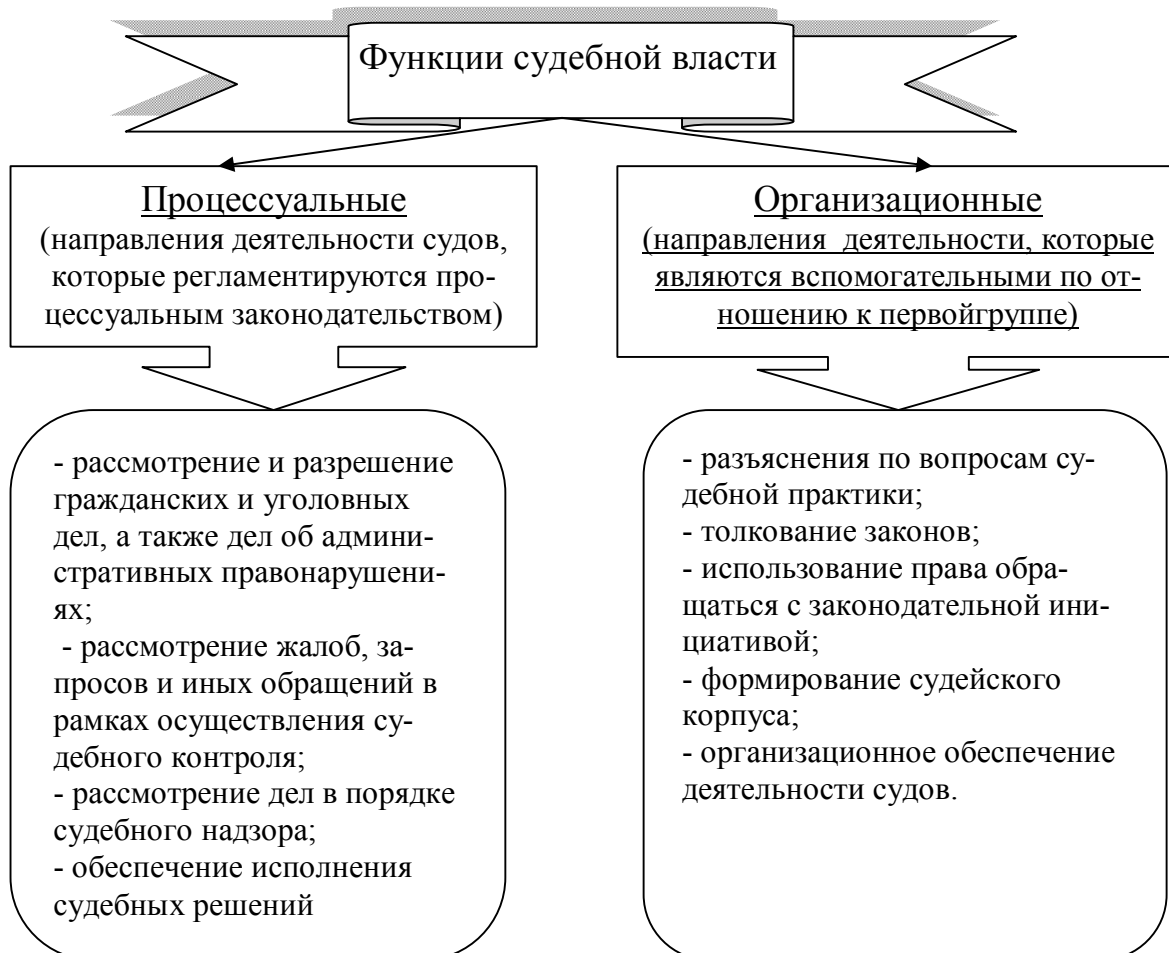 Функции судебной власти
Процессуальные
(направления деятельности судов,
которые регламентируются про-
цессуальным законодательством)
Организационные
(направления  деятельности, которые
являются вспомогательными по от-
ношению к первойгруппе)
- рассмотрение и разрешение
гражданских и уголовных
дел, а также дел об админи-
стративных правонарушени-
ях;
- рассмотрение жалоб, за-
просов и иных обращений в
рамках осуществления су-
дебного контроля;
- рассмотрение дел в порядке
судебного надзора;
- обеспечение исполнения
судебных решений
- разъяснения по вопросам су-
дебной практики;
- толкование законов;
- использование права обра-
щаться с законодательной ини-
циативой;
- формирование судейского
корпуса;
- организационное обеспечение
деятельности судов.